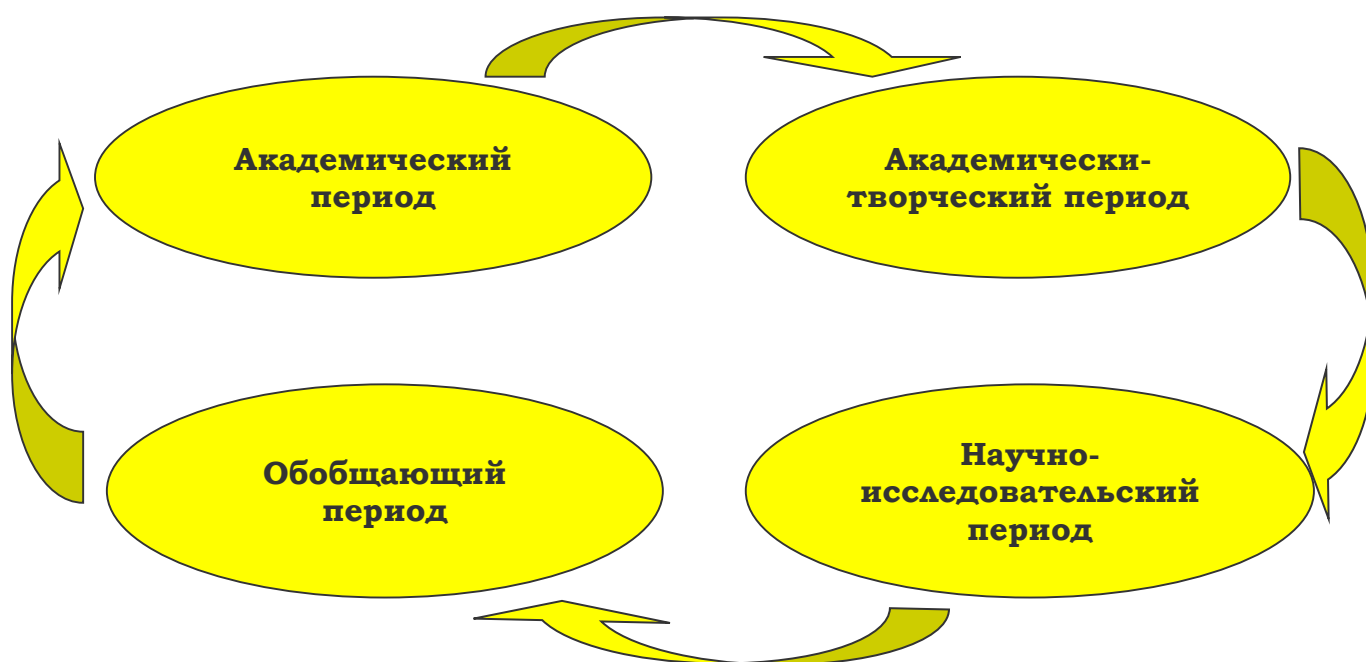 Академический
период
Академически-
творческий период
Обобщающий
период
Научно-
исследовательский
период